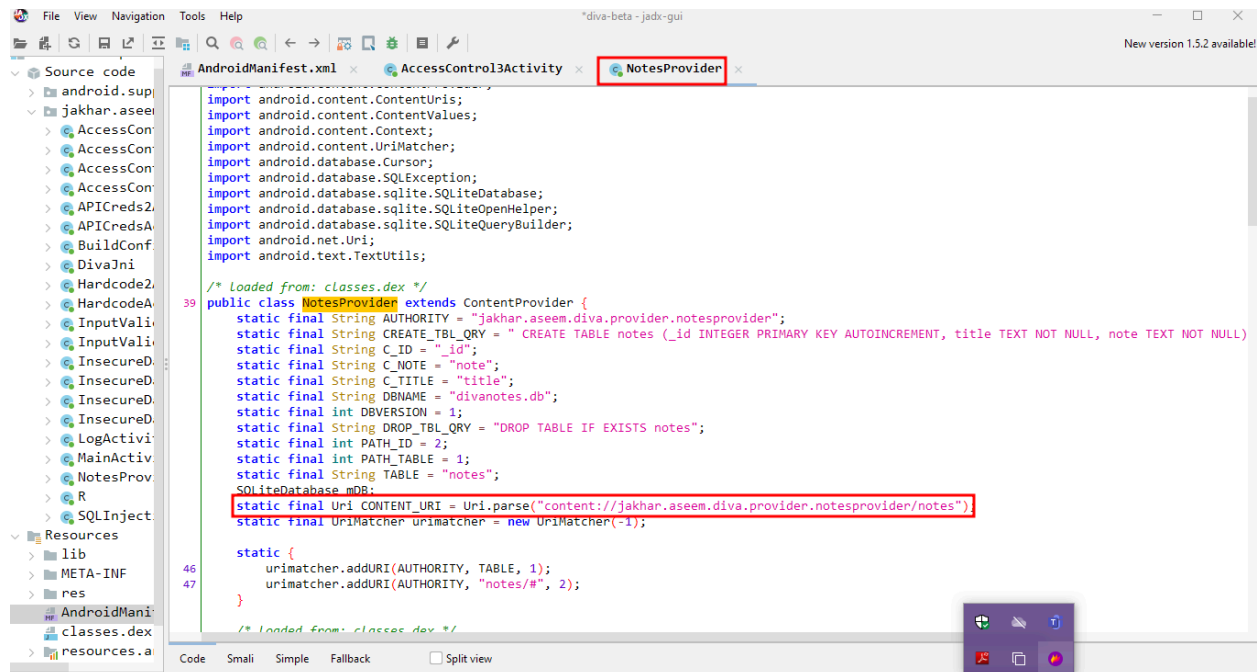 File View Navigation Tools Help
*diva-beta - jadx-gui
New version 1.5.2 available!
Source code
android.sup
jakhar.aseem
AccessCon
AccessCon
AccessCon
AccessCon
APICreds2
APICredsA
BuildConf
DivaJni
Hardcode2
HardcodeA
InputVali
InputVali
InsecureD
InsecureD
InsecureD
InsecureD
LogActivi
MainActiv
NotesProv
R
SQLInject
Resources
lib
META-INF
res
AndroidMani
classes.dex
resources.a
AndroidManifest.xml
AccessControl3Activity
NotesProvider
import android.content.ContentUris;
import android.content.ContentValues;
import android.content.Context;
import android.content.UriMatcher;
import android.database.Cursor;
import android.database.SQLException;
import android.database.sqlite.SQLiteDatabase;
import android.database.sqlite.SQLiteOpenHelper;
import android.database.sqlite.SQLiteQueryBuilder;
import android.net.Uri;
import android.text.TextUtils;
/* loaded from: classes.dex */
39 public class NotesProvider extends ContentProvider {
static final String AUTHORITY = "jakhar.aseem.diva.provider.notesprovider";
static final String CREATE_TBL_QRY = " CREATE TABLE notes (_id INTEGER PRIMARY KEY AUTOINCREMENT, title TEXT NOT NULL, note TEXT NOT NULL)
static final String C_ID = "_id";
static final String C_NOTE = "note";
static final String C_TITLE = "title";
static final String DBNAME = "divanotes.db";
static final int DBVERSION = 1;
static final String DROP_TBL_QRY = "DROP TABLE IF EXISTS notes";
static final int PATH_ID = 2;
static final int PATH_TABLE = 1;
static final String TABLE = "notes";
SQLiteDatabase mDB;
static final Uri CONTENT_URI = Uri.parse("content://jakhar.aseem.diva.provider.notesprovider/notes");
static final UriMatcher urimatcher = new UriMatcher(-1);
static {
46 urimatcher.addURI(AUTHORITY, TABLE, 1);
47 urimatcher.addURI(AUTHORITY, "notes/#", 2);
}
/* loaded from: classes.dex */
Code Smali Simple Fallback Split view